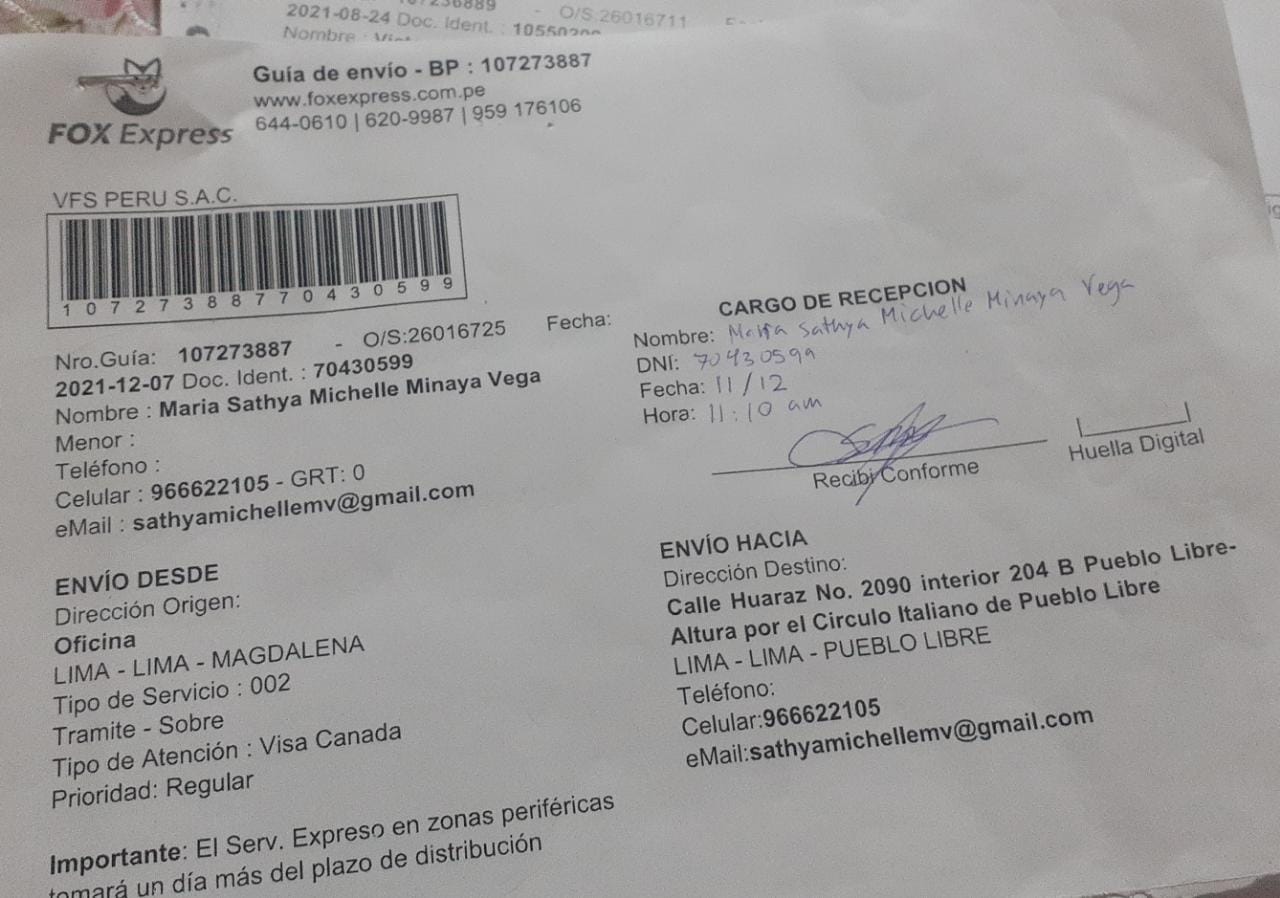 2021-08-24 Doc. Ident. : - O/S:26016711
Nombre :
FOX Express
Guía de envío - BP : 107273887
www.foxexpress.com.pe
644-0610 | 620-9987 | 959 176106
VFS PERU S.A.C.
10727388770430599
Nro.Guía: 107273887 - O/S:26016725 Fecha:
2021-12-07 Doc. Ident. : 70430599
Nombre : Maria Sathya Michelle Minaya Vega
Menor :
Teléfono :
Celular : 966622105 - GRT: 0
eMail : sathyamichellemv@gmail.com
CARGO DE RECEPCION
Nombre: Maria Sathya Michelle Minaya Vega
DNI: 70430599
Fecha: 11/12
Hora: 11:10 am
Recibi Conforme
Huella Digital
ENVÍO DESDE
Dirección Origen:
Oficina
LIMA - LIMA - MAGDALENA
Tipo de Servicio : 002
Tramite - Sobre
Tipo de Atención : Visa Canada
Prioridad: Regular
ENVÍO HACIA
Dirección Destino:
Calle Huaraz No. 2090 interior 204 B Pueblo Libre-
Altura por el Circulo Italiano de Pueblo Libre
LIMA - LIMA - PUEBLO LIBRE
Teléfono:
Celular:966622105
eMail:sathyamichellemv@gmail.com
Importante: El Serv. Expreso en zonas periféricas
tomará un día más del plazo de distribución